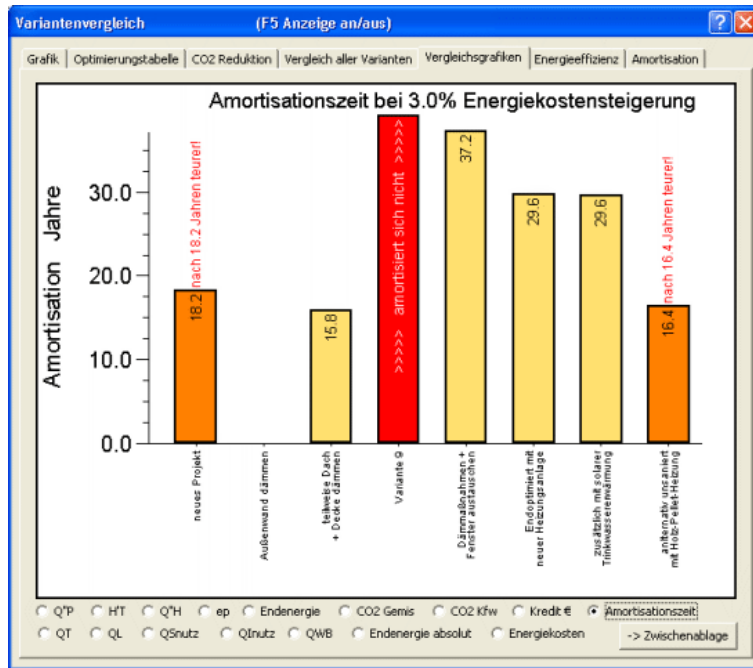 Variantenvergleich (F5 Anzeige an/aus)
Grafik Optimierungstabelle CO2 Reduktion Vergleich aller Varianten Vergleichsgrafiken Energieeffizienz Amortisation
Amortisationszeit bei 3.0% Energiekostensteigerung
Amortisation Jahre
30.0
20.0
10.0
0.0
18.2
nach 18.2 Jahren teurer!
15.8
>>>>> amortisiert sich nicht >>>>>
37.2
29.6
29.6
16.4
nach 16.4 Jahren teurer!
neues Projekt
Außenwand dämmen
teilweise Dach
+ Decke dämmen
Variante 9
Dämmaßnahmen +
Fenster austauschen
Endoptimiert mit
neuer Heizungsanlage
zusätzlich mit solarer
Trinkwassererwärmung
anlternativ unsaniert
mit Holz-Pellet-Heizung
Q"P H'T Q"H ep Endenergie CO2 Gemis CO2 Kfw Kredit € Amortisationszeit
QT QL QSnutz QInutz QWB Endenergie absolut Energiekosten -> Zwischenablage